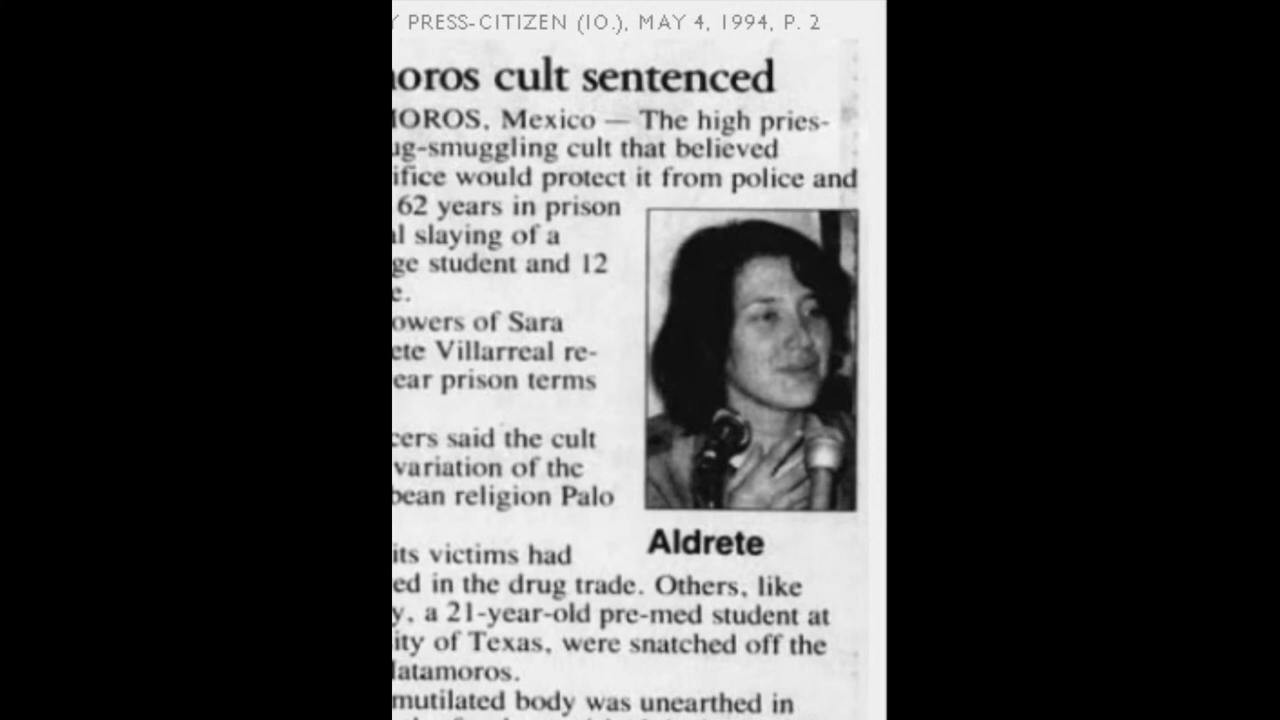 Y PRESS-CITIZEN (IO.), MAY 4, 1994, P. 2
noros cult sentenced
MOROS, Mexico — The high pries-
ug-smuggling cult that believed
ifice would protect it from police and
62 years in prison
al slaying of a
ge student and 12
e.
owers of Sara
ete Villarreal re-
ear prison terms
cers said the cult
variation of the
bean religion Palo
Aldrete
its victims had
ed in the drug trade. Others, like
y, a 21-year-old pre-med student at
ity of Texas, were snatched off the
latamoros.
mutilated body was unearthed in